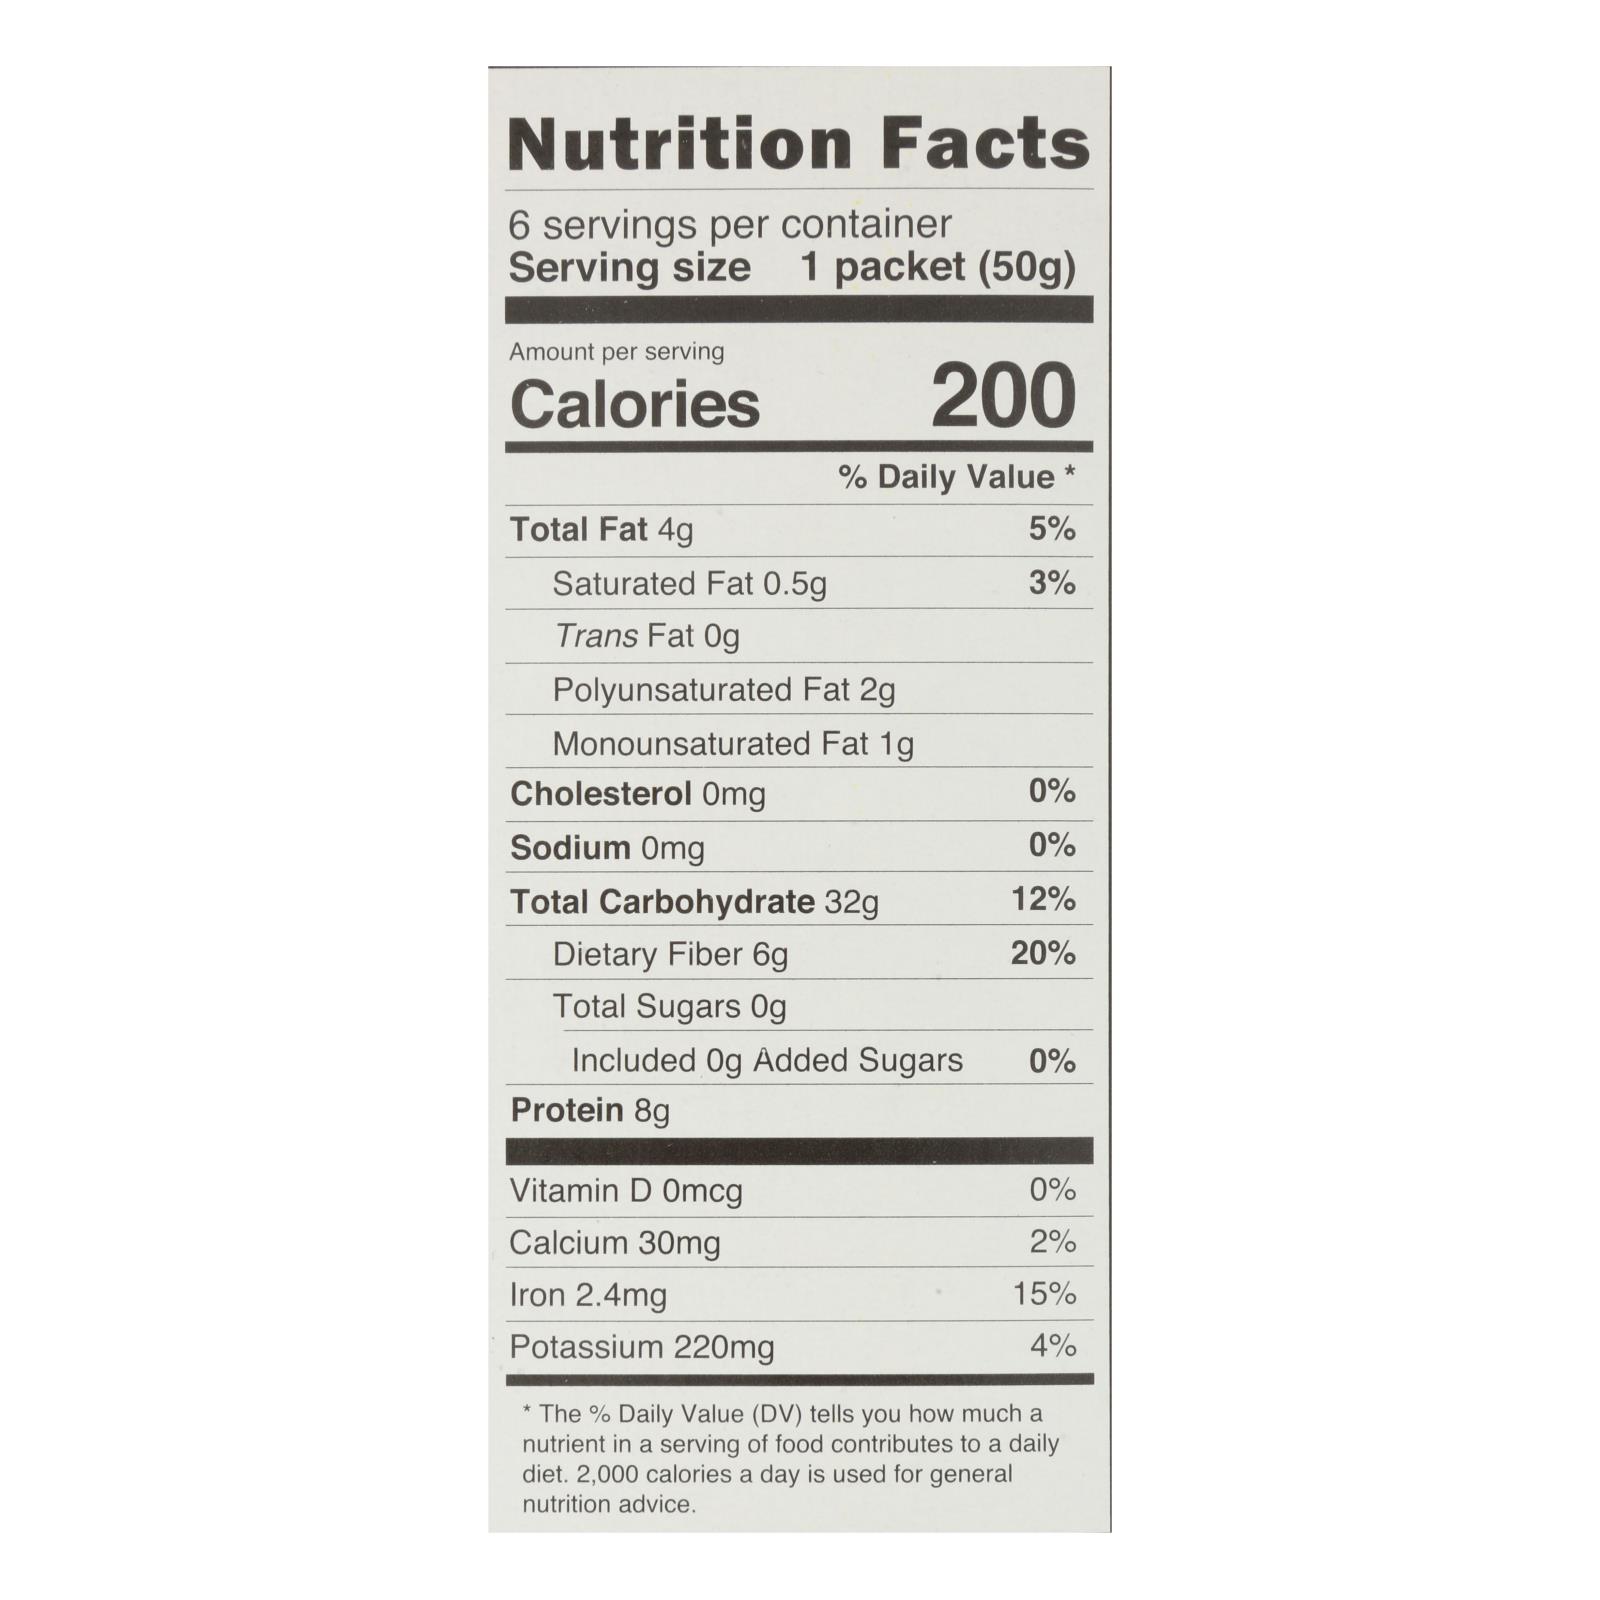 Nutrition Facts
6 servings per container
Serving size 1 packet (50g)
Amount per serving
Calories 200
% Daily Value *
Total Fat 4g 5%
Saturated Fat 0.5g 3%
Trans Fat 0g
Polyunsaturated Fat 2g
Monounsaturated Fat 1g
Cholesterol 0mg 0%
Sodium 0mg 0%
Total Carbohydrate 32g 12%
Dietary Fiber 6g 20%
Total Sugars 0g
Included 0g Added Sugars 0%
Protein 8g
Vitamin D 0mcg 0%
Calcium 30mg 2%
Iron 2.4mg 15%
Potassium 220mg 4%
* The % Daily Value (DV) tells you how much a
nutrient in a serving of food contributes to a daily
diet. 2,000 calories a day is used for general
nutrition advice.